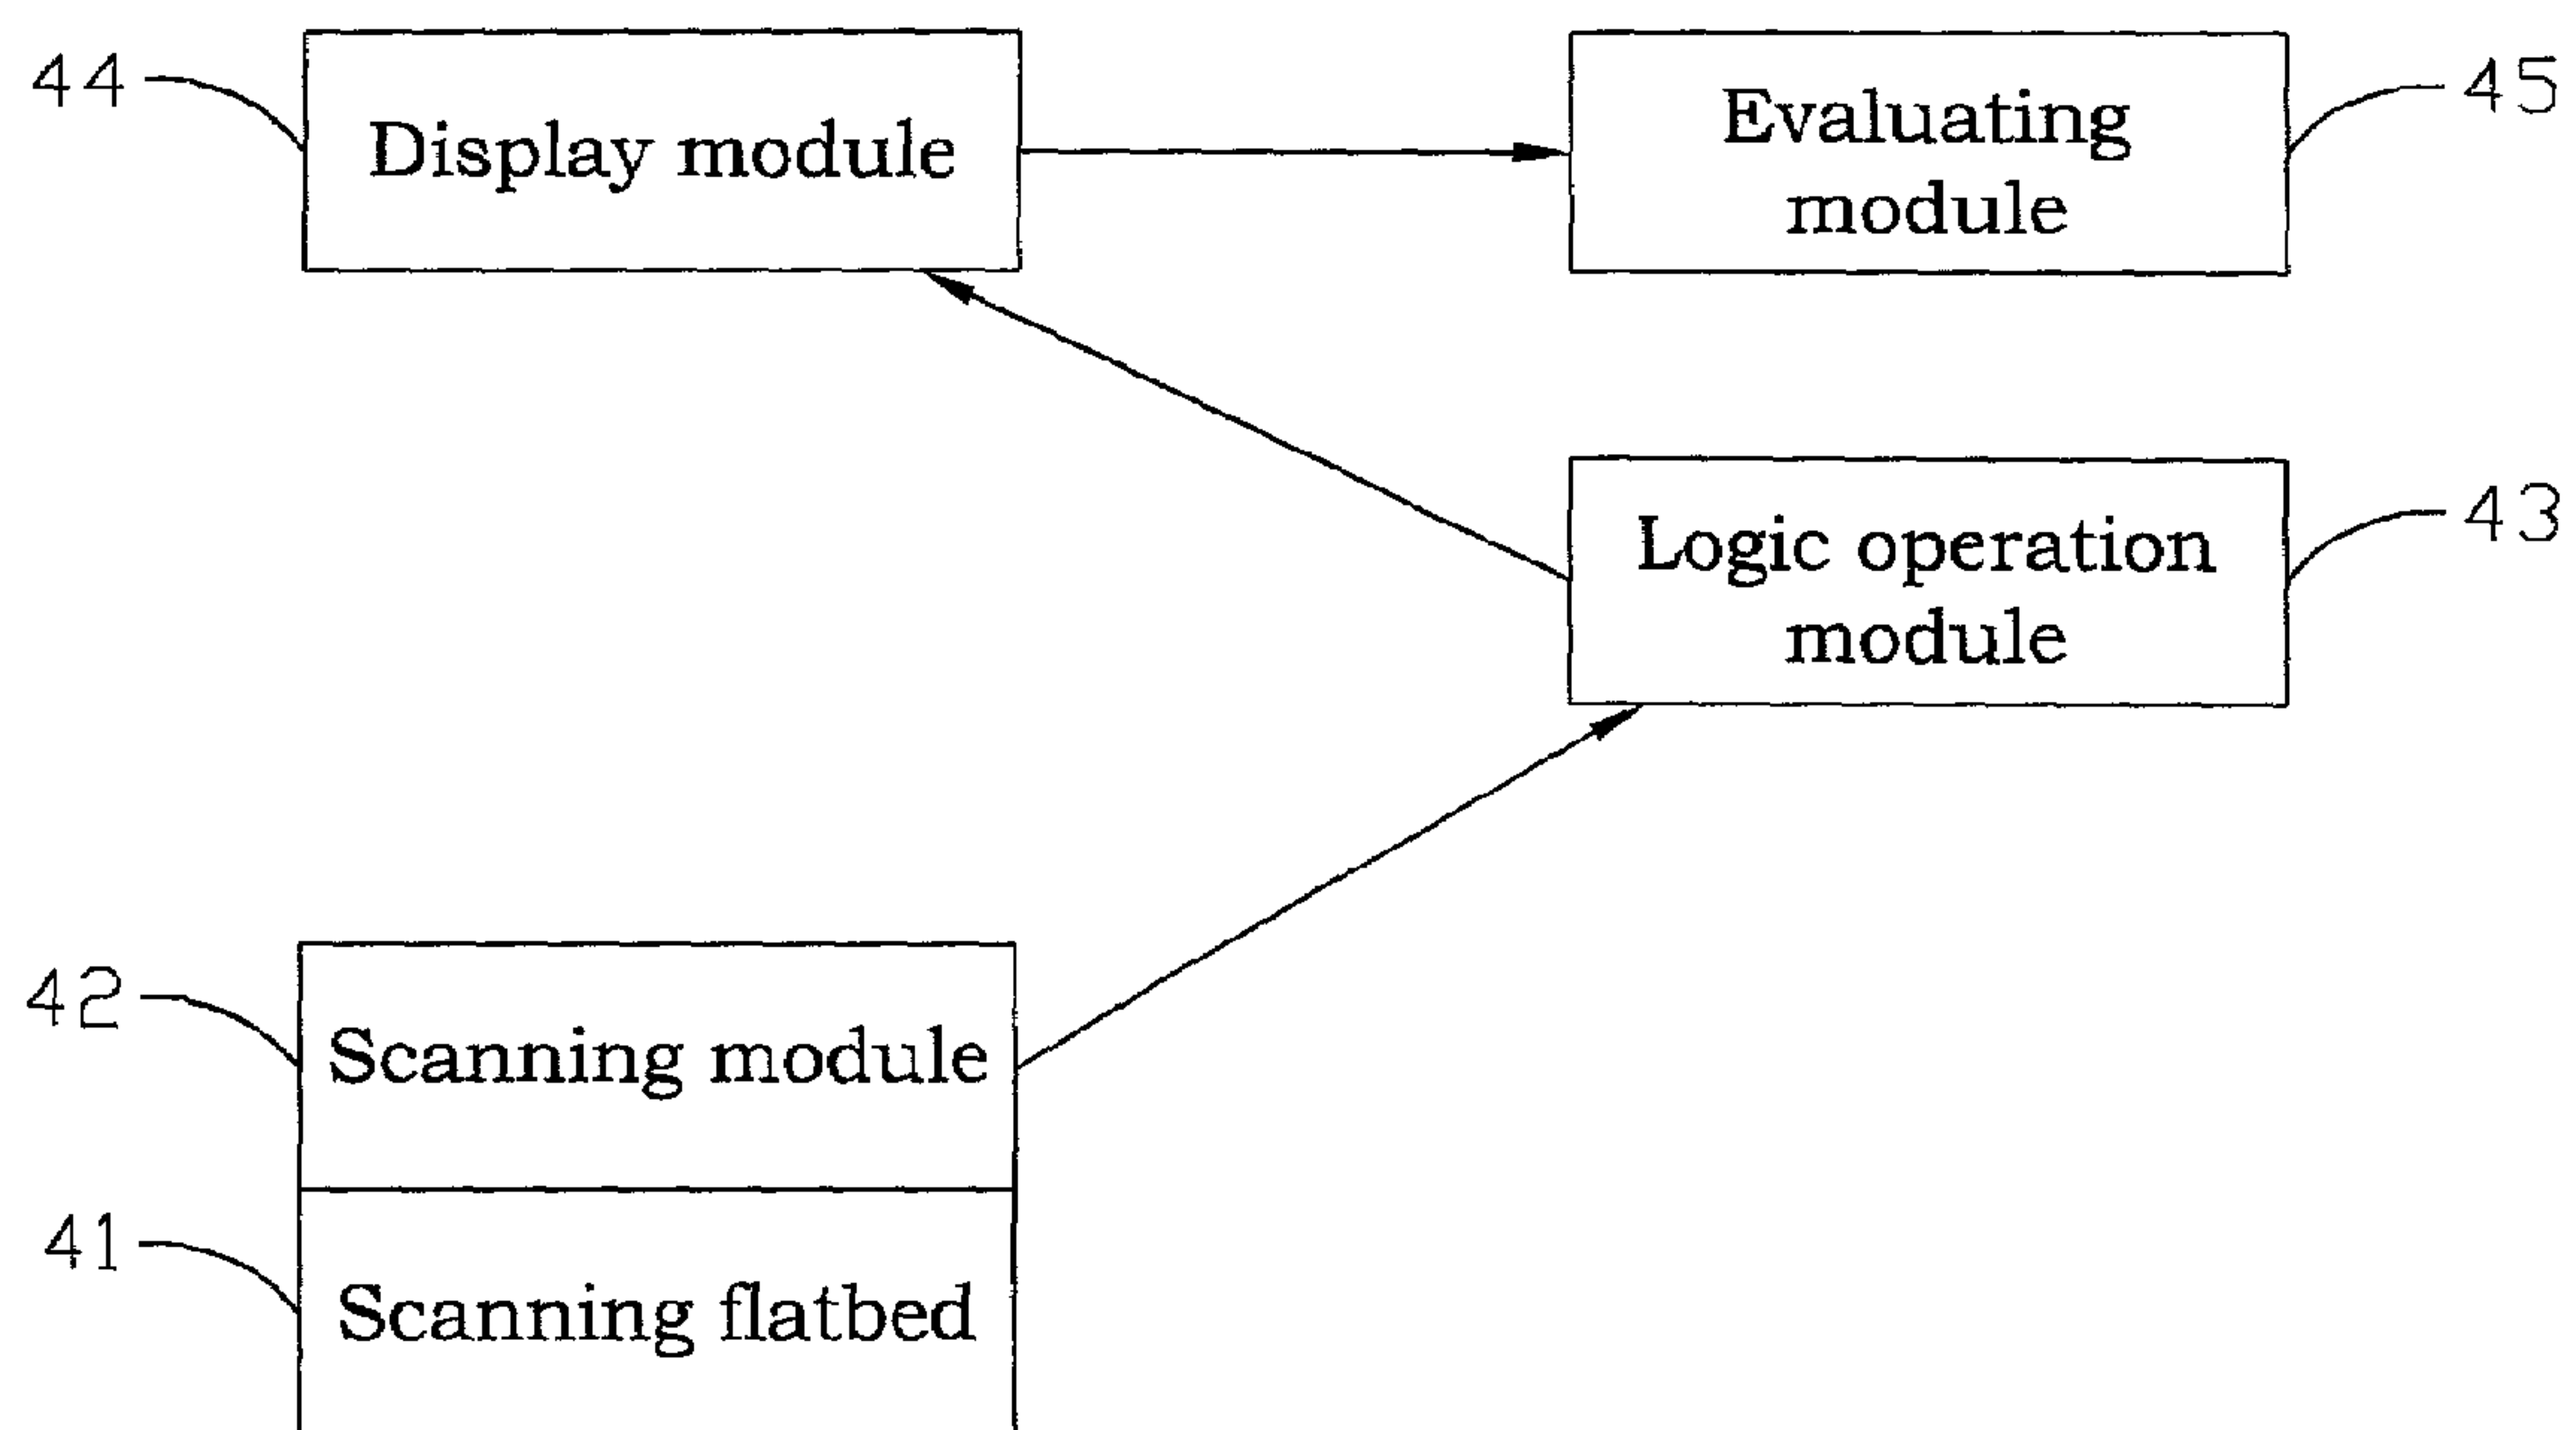 44
Display module
Evaluating
module
45
Logic operation
module
43
42
Scanning module
41
Scanning flatbed